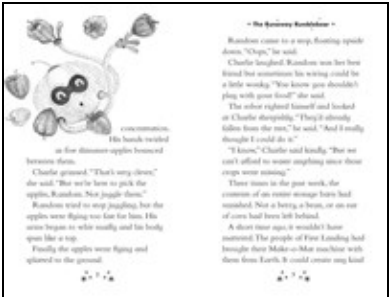 concentration.
His hands twirled
as five shimmer-apples bounced
between them.
Charlie groaned. "That's very clever,"
she said. "But we're here to pick the
apples, Random. Not juggle them."
Random tried to stop juggling, but the
apples were flying too fast for him. His
arms began to whir madly and his body
spun like a top.
Finally the apples went flying and
splatted to the ground.
~ The Runaway Rumblebear ~
Random came to a stop, floating upside
down. "Oops," he said.
Charlie laughed. Random was her best
friend but sometimes his wiring could be
a little wonky. "You know you shouldn't
play with your food!" she said.
The robot righted himself and looked
at Charlie sheepishly. "They'd already
fallen from the tree," he said. "And I really
thought I could do it."
"I know," Charlie said kindly. "But we
can't afford to waste anything since those
crops went missing."
Three times in the past week, the
contents of an entire storage barn had
vanished. Not a berry, a bean, or an ear
of corn had been left behind.
A short time ago, it wouldn't have
mattered. The people of First Landing had
brought their Make-o-Mat machine with
them from Earth. It could create any kind